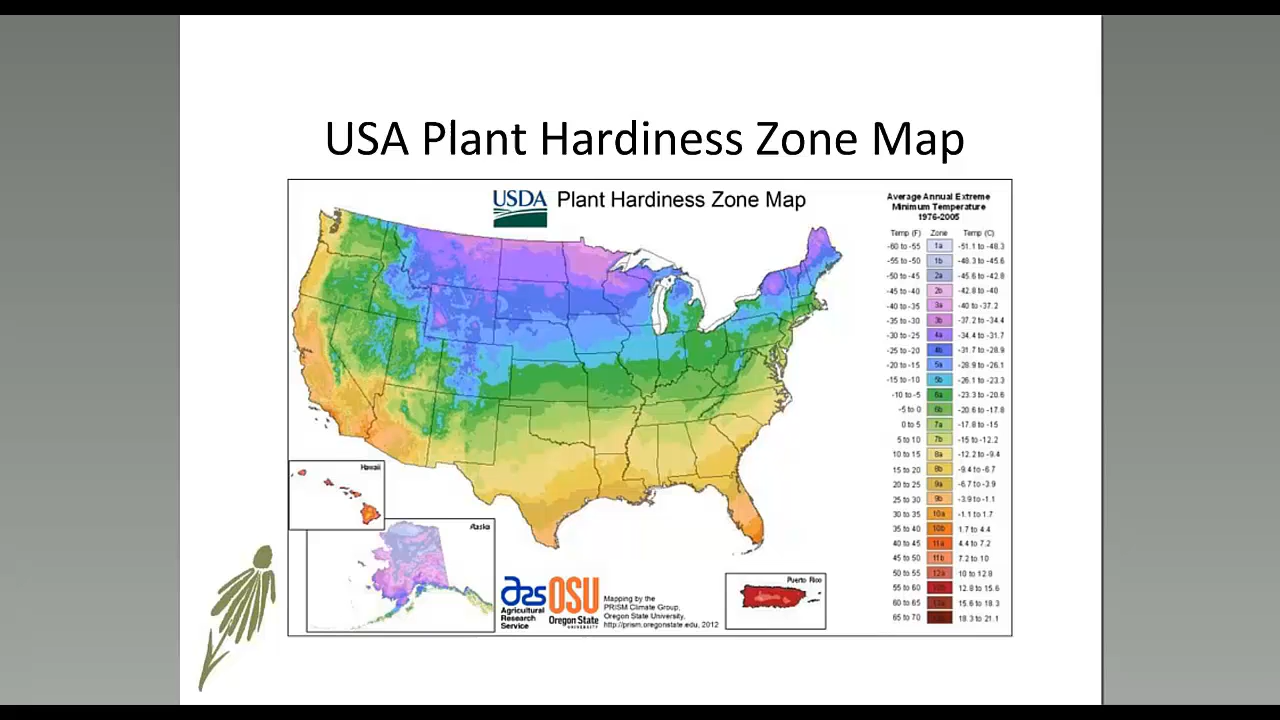 USA Plant Hardiness Zone Map
USDA Plant Hardiness Zone Map
Average Annual Extreme
Minimum Temperature
1976-2005
Temp (F) Zone Temp (C)
-60 to -55 1a -51.1 to -48.3
-55 to -50 1b -48.3 to -45.6
-50 to -45 2a -45.6 to -42.8
-45 to -40 2b -42.8 to -40
-40 to -35 3a -40 to -37.2
-35 to -30 3b -37.2 to -34.4
-30 to -25 4a -34.4 to -31.7
-25 to -20 4b -31.7 to -28.9
-20 to -15 5a -28.9 to -26.1
-15 to -10 5b -26.1 to -23.3
-10 to -5 6a -23.3 to -20.6
-5 to 0 6b -20.6 to -17.8
0 to 5 7a -17.8 to -15
5 to 10 7b -15 to -12.2
10 to 15 8a -12.2 to -9.4
15 to 20 8b -9.4 to -6.7
20 to 25 9a -6.7 to -3.9
25 to 30 9b -3.9 to -1.1
30 to 35 10a -1.1 to 1.7
35 to 40 10b 1.7 to 4.4
40 to 45 11a 4.4 to 7.2
45 to 50 11b 7.2 to 10
50 to 55 12a 10 to 12.8
55 to 60 12.8 to 15.6
60 to 65 15.6 to 18.3
65 to 70 18.3 to 21.1
Hawaii
Alaska
Puerto Rico
ars
Agricultural
Research
Service
OSU
Oregon State
UNIVERSITY
Mapping by the
PRISM Climate Group,
Oregon State University,
http://prism.oregonstate.edu, 2012